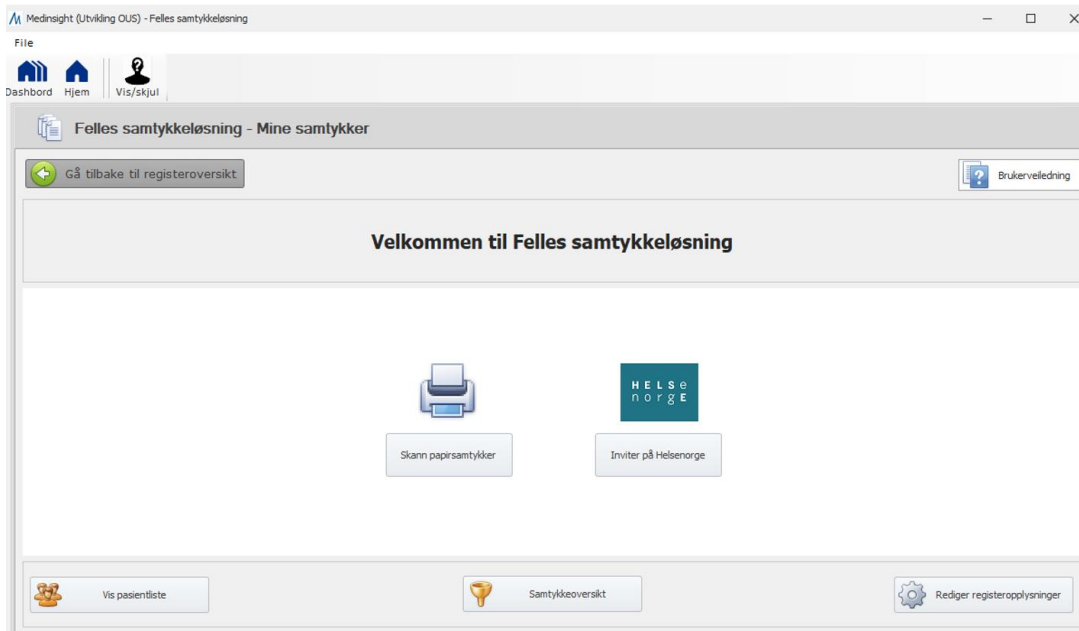 Medinsight (Utvikling OUS) - Felles samtykkeløsning
File
Dashbord Hjem Vis/skjul
Felles samtykkeløsning - Mine samtykker
Gå tilbake til registeroversikt
Brukerveiledning
Velkommen til Felles samtykkeløsning
HELSe
norgE
Skann papirsamtykker
Inviter på Helsenorge
Vis pasientliste
Samtykkeoversikt
Rediger registeropplysninger